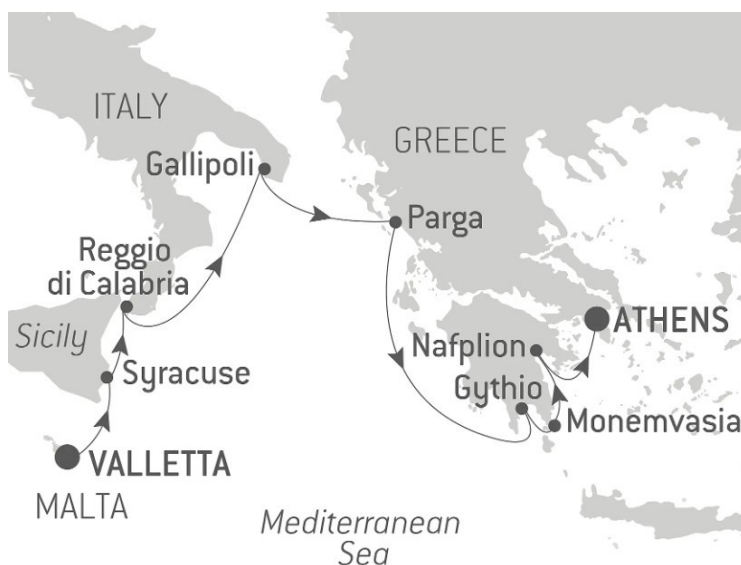 ITALY
GREECE
Gallipoli
Parga
Reggio
di Calabria
Sicily
ATHENS
Nafplion
Syracuse
Gythio
Monemvasia
VALLETTA
MALTA
Mediterranean
Sea